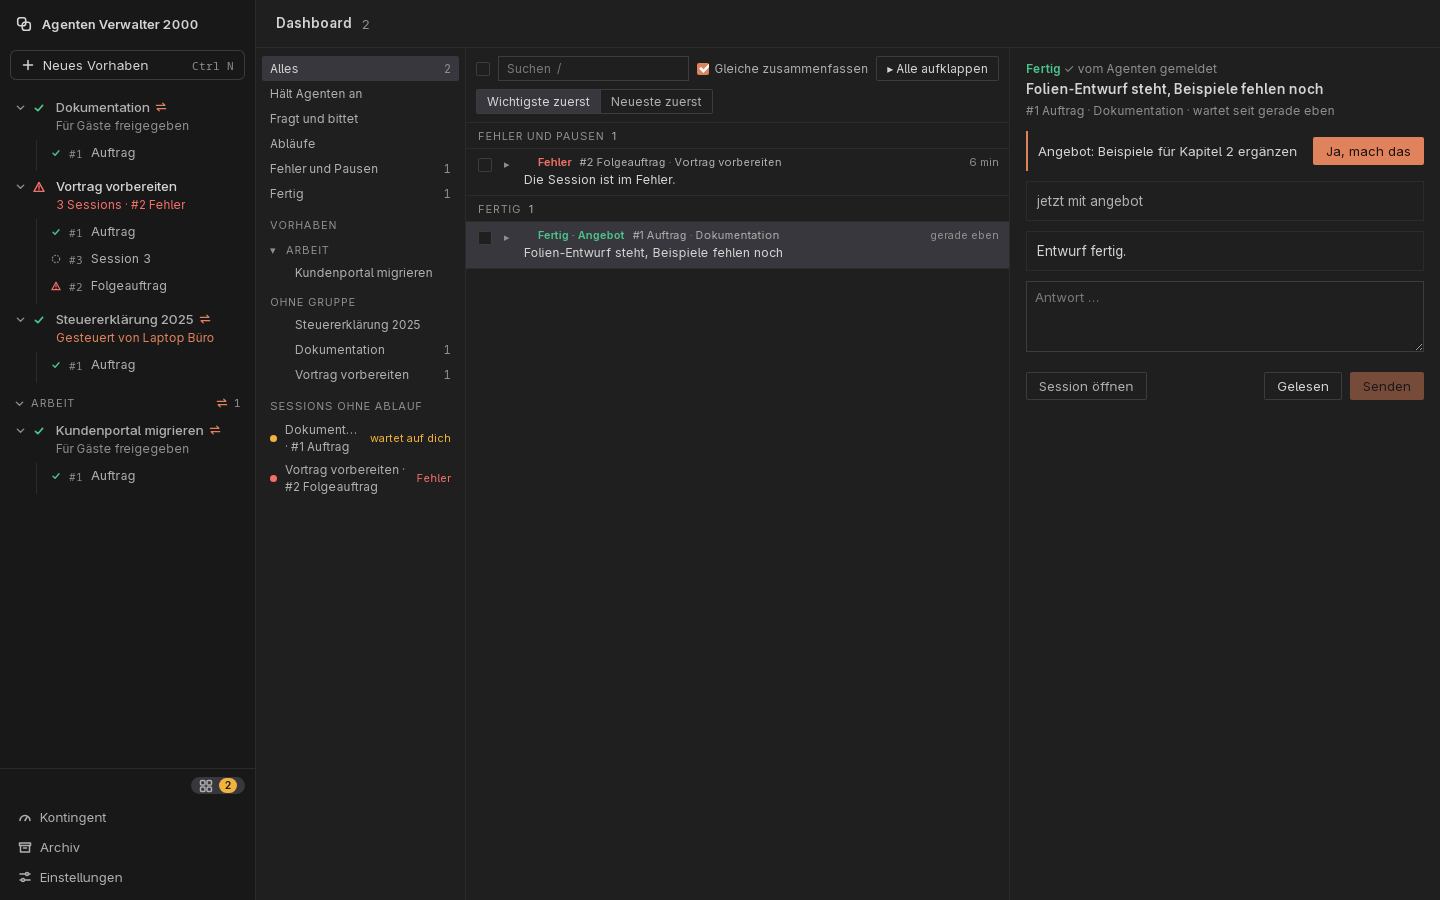 Agenten Verwalter 2000
Neues Vorhaben Ctrl N
Dokumentation
Für Gäste freigegeben
#1 Auftrag
Vortrag vorbereiten
3 Sessions · #2 Fehler
#1 Auftrag
#3 Session 3
#2 Folgeauftrag
Steuererklärung 2025
Gesteuert von Laptop Büro
#1 Auftrag
ARBEIT 1
Kundenportal migrieren
Für Gäste freigegeben
#1 Auftrag
2
Kontingent
Archiv
Einstellungen
Dashboard 2
Alles 2
Hält Agenten an
Fragt und bittet
Abläufe
Fehler und Pausen 1
Fertig 1
VORHABEN
▾ ARBEIT
Kundenportal migrieren
OHNE GRUPPE
Steuererklärung 2025
Dokumentation 1
Vortrag vorbereiten 1
SESSIONS OHNE ABLAUF
Dokument… wartet auf dich
· #1 Auftrag
Vortrag vorbereiten ·
#2 Folgeauftrag Fehler
Suchen / Gleiche zusammenfassen ▸ Alle aufklappen
Wichtigste zuerst Neueste zuerst
FEHLER UND PAUSEN 1
▸ Fehler #2 Folgeauftrag · Vortrag vorbereiten 6 min
Die Session ist im Fehler.
FERTIG 1
▸ Fertig · Angebot #1 Auftrag · Dokumentation gerade eben
Folien-Entwurf steht, Beispiele fehlen noch
Fertig ✓ vom Agenten gemeldet
Folien-Entwurf steht, Beispiele fehlen noch
#1 Auftrag · Dokumentation · wartet seit gerade eben
Angebot: Beispiele für Kapitel 2 ergänzen Ja, mach das
jetzt mit angebot
Entwurf fertig.
Antwort …
Session öffnen Gelesen Senden